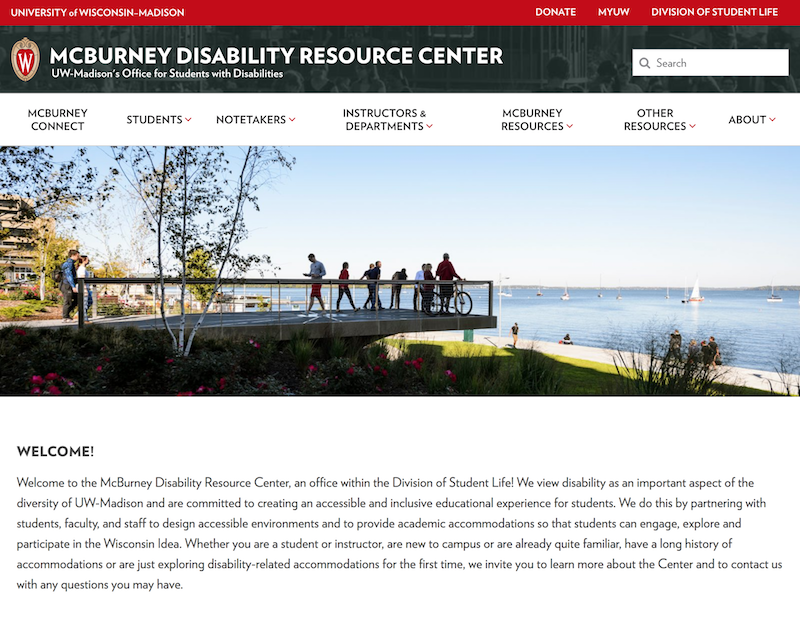 UNIVERSITY of WISCONSIN–MADISON
DONATE MYUW DIVISION OF STUDENT LIFE
W
MCBURNEY DISABILITY RESOURCE CENTER
UW-Madison's Office for Students with Disabilities
Search
MCBURNEY CONNECT
STUDENTS
NOTETAKERS
INSTRUCTORS &
DEPARTMENTS
MCBURNEY
RESOURCES
OTHER
RESOURCES
ABOUT
WELCOME!
Welcome to the McBurney Disability Resource Center, an office within the Division of Student Life! We view disability as an important aspect of the
diversity of UW-Madison and are committed to creating an accessible and inclusive educational experience for students. We do this by partnering with
students, faculty, and staff to design accessible environments and to provide academic accommodations so that students can engage, explore and
participate in the Wisconsin Idea. Whether you are a student or instructor, are new to campus or are already quite familiar, have a long history of
accommodations or are just exploring disability-related accommodations for the first time, we invite you to learn more about the Center and to contact us
with any questions you may have.